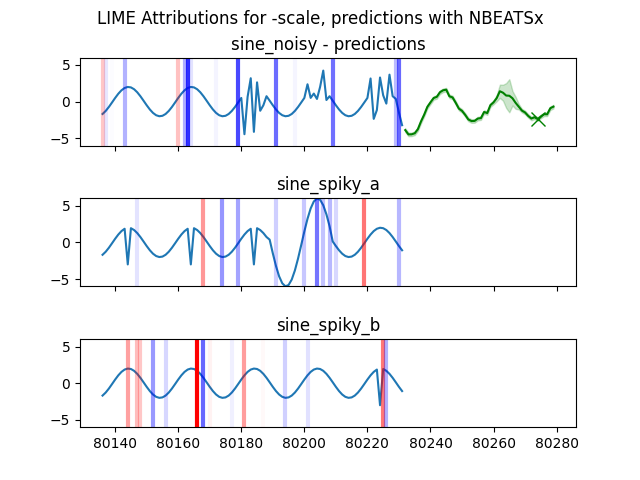 LIME Attributions for -scale, predictions with NBEATSx
sine_noisy - predictions
5
0
−5
sine_spiky_a
5
0
−5
sine_spiky_b
5
0
−5
80140 80160 80180 80200 80220 80240 80260 80280